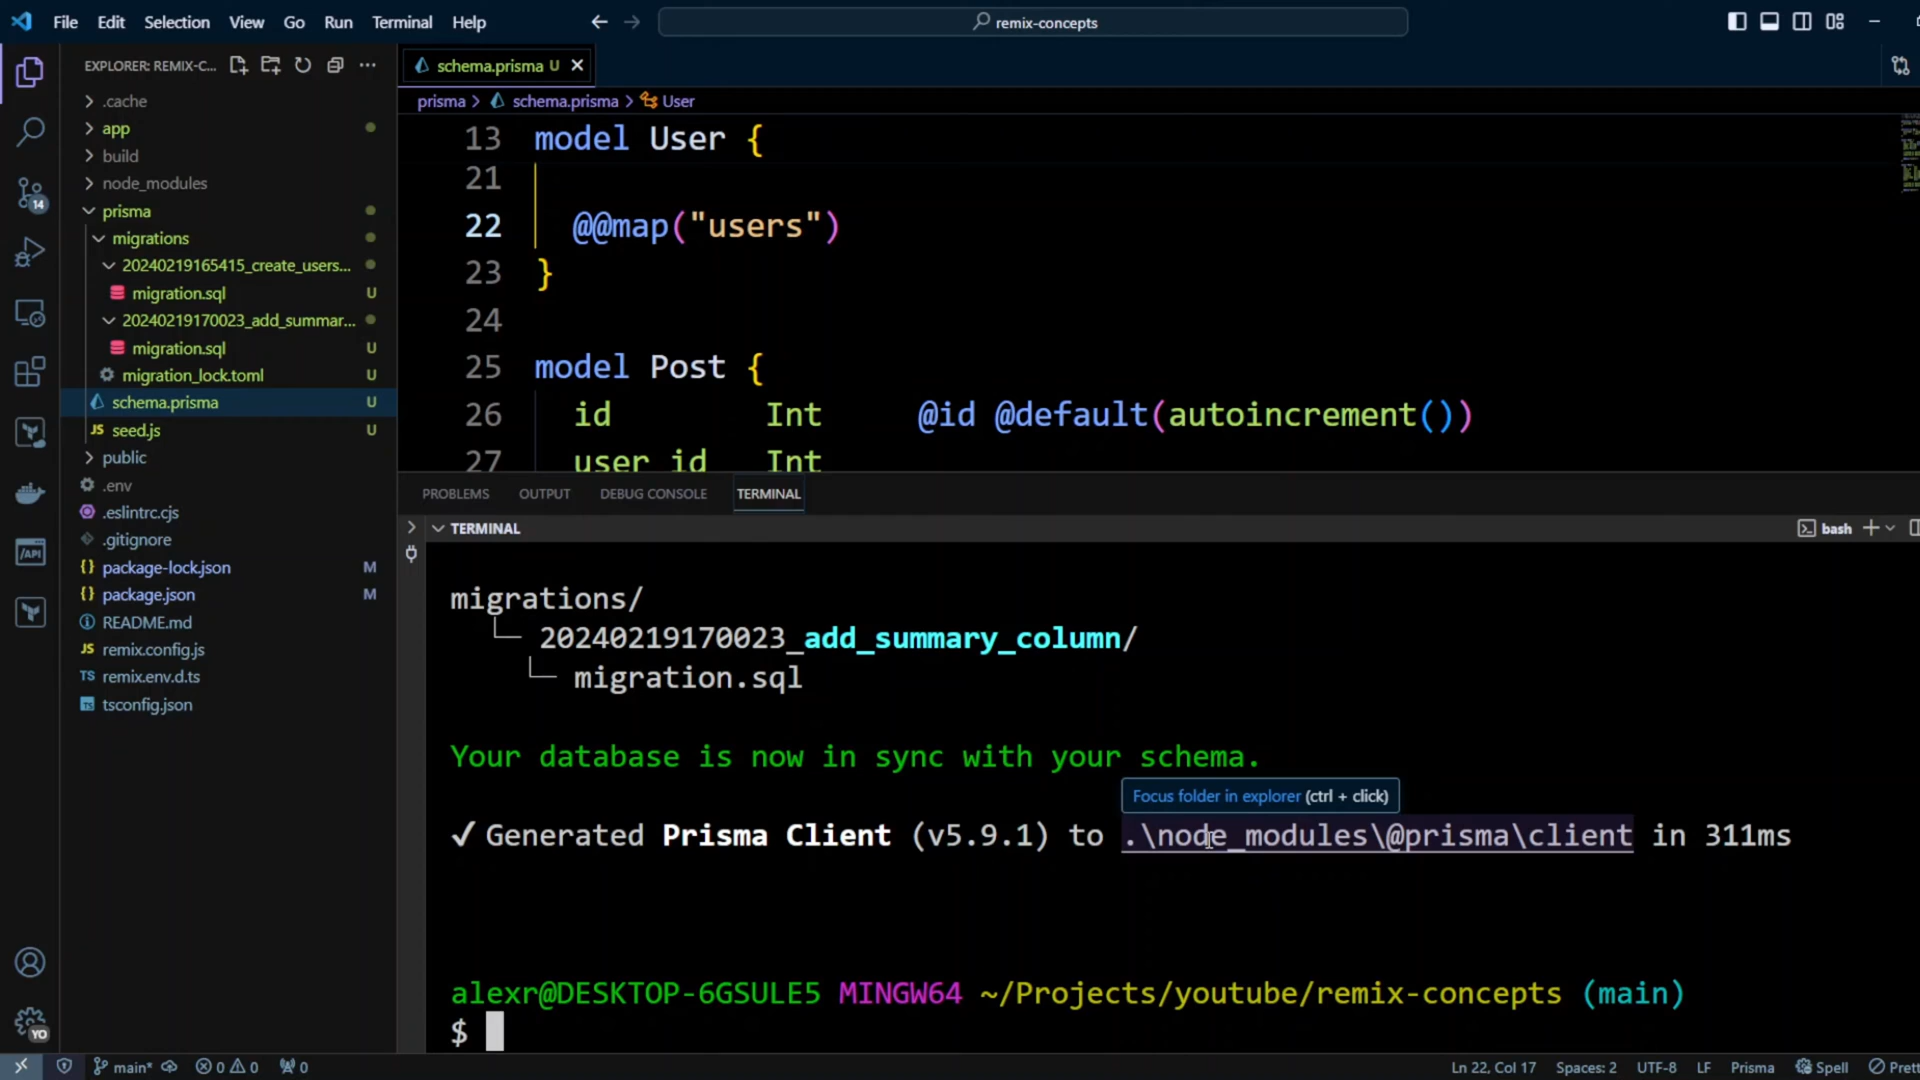 File Edit Selection View Go Run Terminal Help
remix-concepts
EXPLORER: REMIX-C...
schema.prisma U
prisma > schema.prisma > User
.cache
app
build
node_modules
prisma
migrations
20240219165415_create_users...
migration.sql U
20240219170023_add_summar...
migration.sql U
migration_lock.toml U
schema.prisma U
JS seed.js U
public
.env
.eslintrc.cjs
.gitignore
{} package-lock.json M
{} package.json M
README.md
JS remix.config.js
TS remix.env.d.ts
tsconfig.json
14
/API
YO
13 model User {
21
22 @@map("users")
23 }
24
25 model Post {
26 id Int @id @default(autoincrement())
27 user_id Int
PROBLEMS OUTPUT DEBUG CONSOLE TERMINAL
TERMINAL
bash
migrations/
└─ 20240219170023_add_summary_column/
└─ migration.sql
Your database is now in sync with your schema.
Focus folder in explorer (ctrl + click)
✓ Generated Prisma Client (v5.9.1) to .\node_modules\@prisma\client in 311ms
alexr@DESKTOP-6GSULE5 MINGW64 ~/Projects/youtube/remix-concepts (main)
$
main* 0 0 0
Ln 22, Col 17 Spaces: 2 UTF-8 LF Prisma Spell Prett